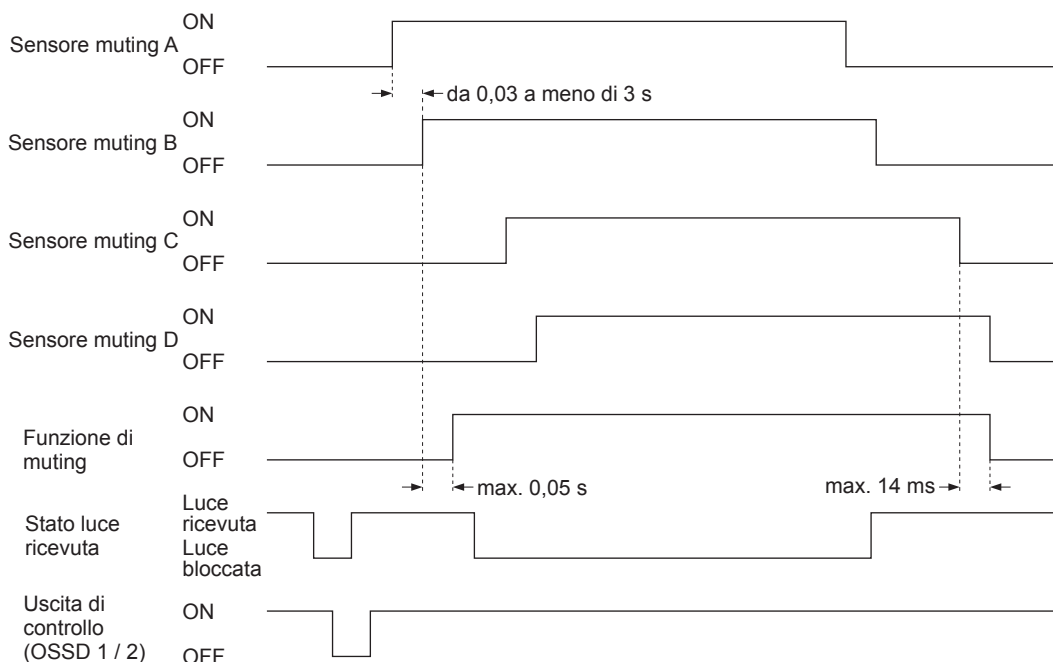 ON
Sensore muting A
OFF
da 0,03 a meno di 3 s
ON
Sensore muting B
OFF
ON
Sensore muting C
OFF
ON
Sensore muting D
OFF
ON
Funzione di
muting
OFF
max. 0,05 s
max. 14 ms
Stato luce
ricevuta
Luce
ricevuta
Luce
bloccata
Uscita di
controllo
(OSSD 1 / 2)
ON
OFF